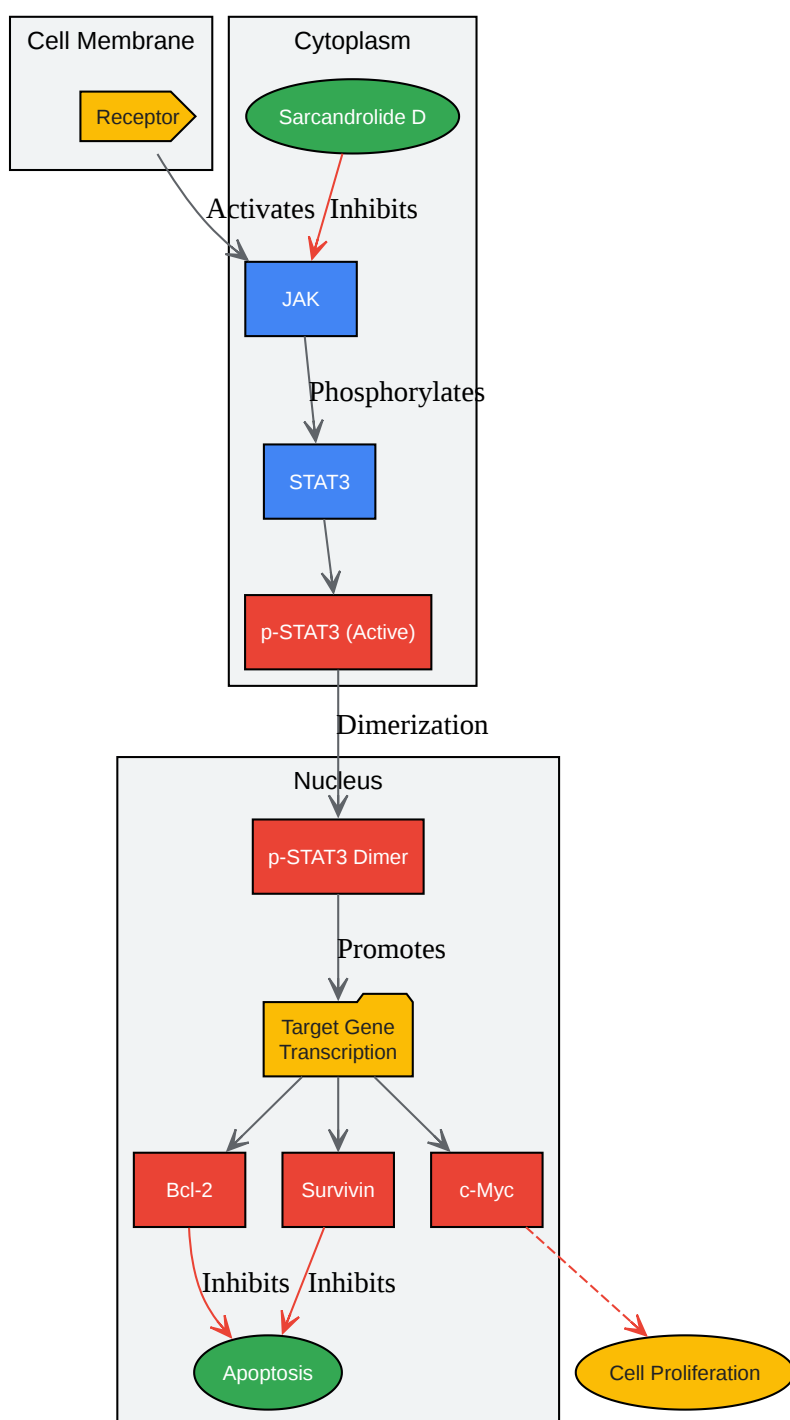 Cell Membrane
Cytoplasm
Receptor
Sarcandrolide D
Activates
Inhibits
JAK
Phosphorylates
STAT3
p-STAT3 (Active)
Dimerization
Nucleus
p-STAT3 Dimer
Promotes
Target Gene
Transcription
Bcl-2
Survivin
c-Myc
Inhibits
Inhibits
Apoptosis
Cell Proliferation